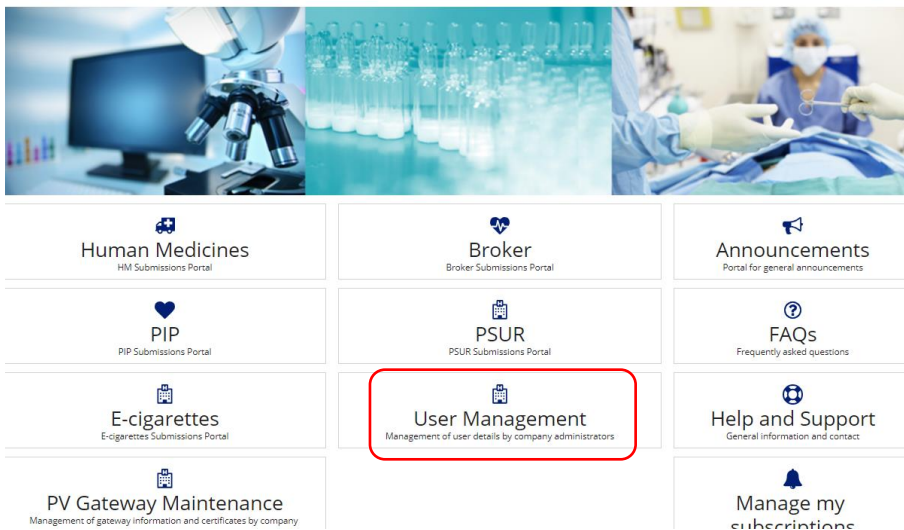 Human Medicines
HM Submissions Portal
Broker
Broker Submissions Portal
Announcements
Portal for general announcements
PIP
PIP Submissions Portal
PSUR
PSUR Submissions Portal
FAQs
Frequently asked questions
E-cigarettes
E-cigarettes Submissions Portal
User Management
Management of user details by company administrators
Help and Support
General information and contact
PV Gateway Maintenance
Management of gateway information and certificates by company
Manage my
subscriptions